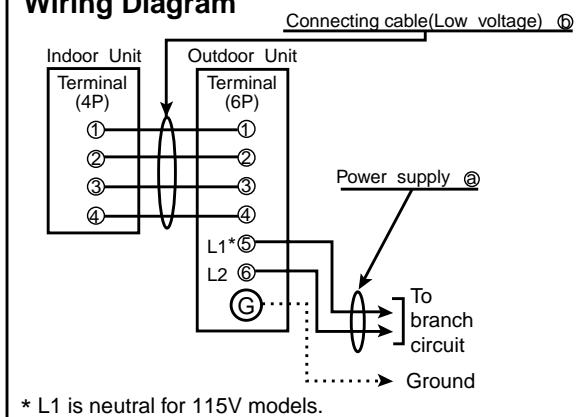 Wiring Diagram
Connecting cable(Low voltage) ⓑ
Indoor Unit
Outdoor Unit
Terminal
(4P)
Terminal
(6P)
① ①
② ②
③ ③
④ ④
Power supply ⓐ
L1*⑤
L2 ⑥
G
To
branch
circuit
Ground
* L1 is neutral for 115V models.